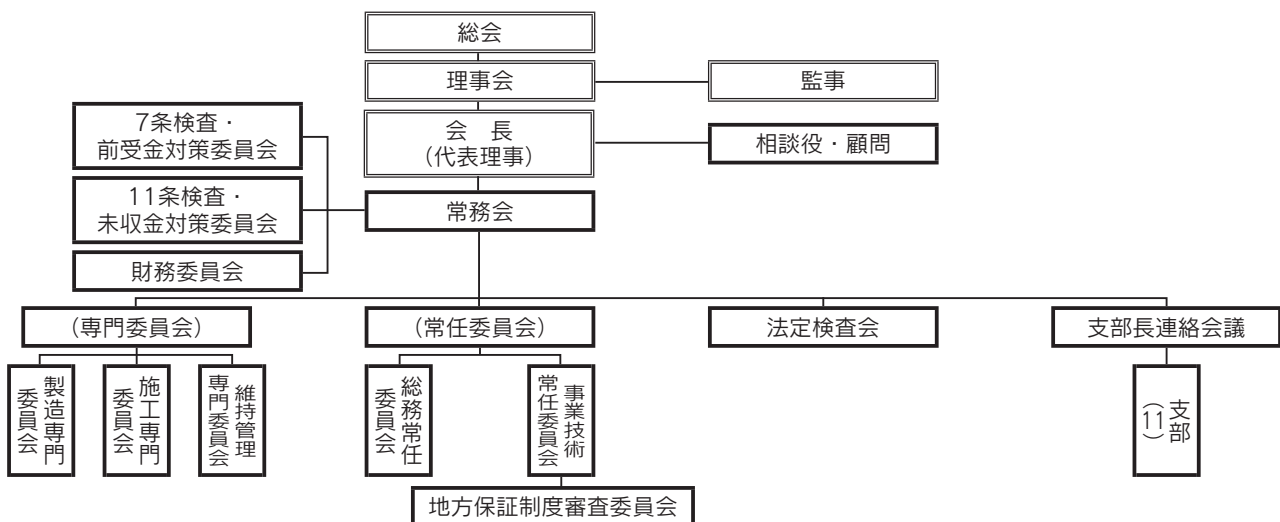 総会
理事会
監事
会　長
(代表理事)
相談役・顧問
7条検査・
前受金対策委員会
11条検査・
未収金対策委員会
常務会
財務委員会
(専門委員会)
(常任委員会)
法定検査会
支部長連絡会議
製造専門
委員会
施工専門
委員会
維持管理
専門委員会
総務常任
委員会
事業技術
常任委員会
支部
(11)
地方保証制度審査委員会